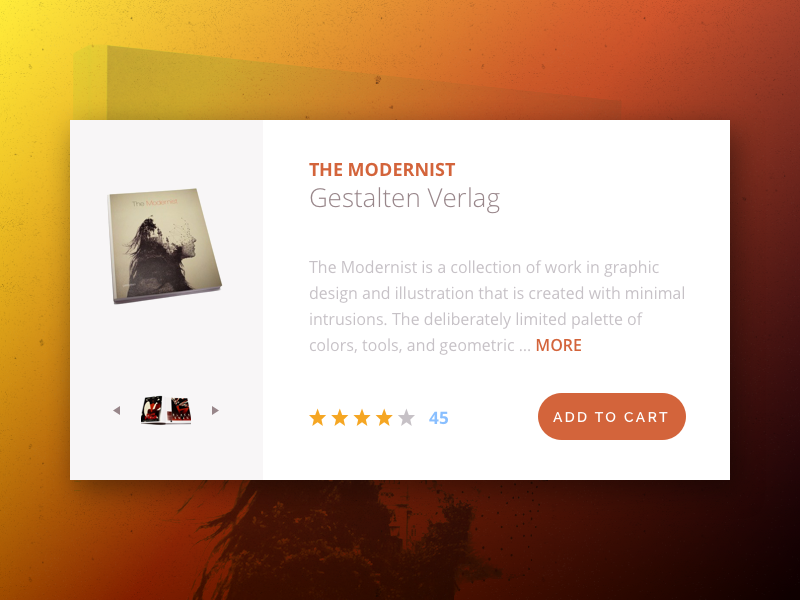 The Modernist
THE MODERNIST
Gestalten Verlag
The Modernist is a collection of work in graphic
design and illustration that is created with minimal
intrusions. The deliberately limited palette of
colors, tools, and geometric ... MORE
45
ADD TO CART